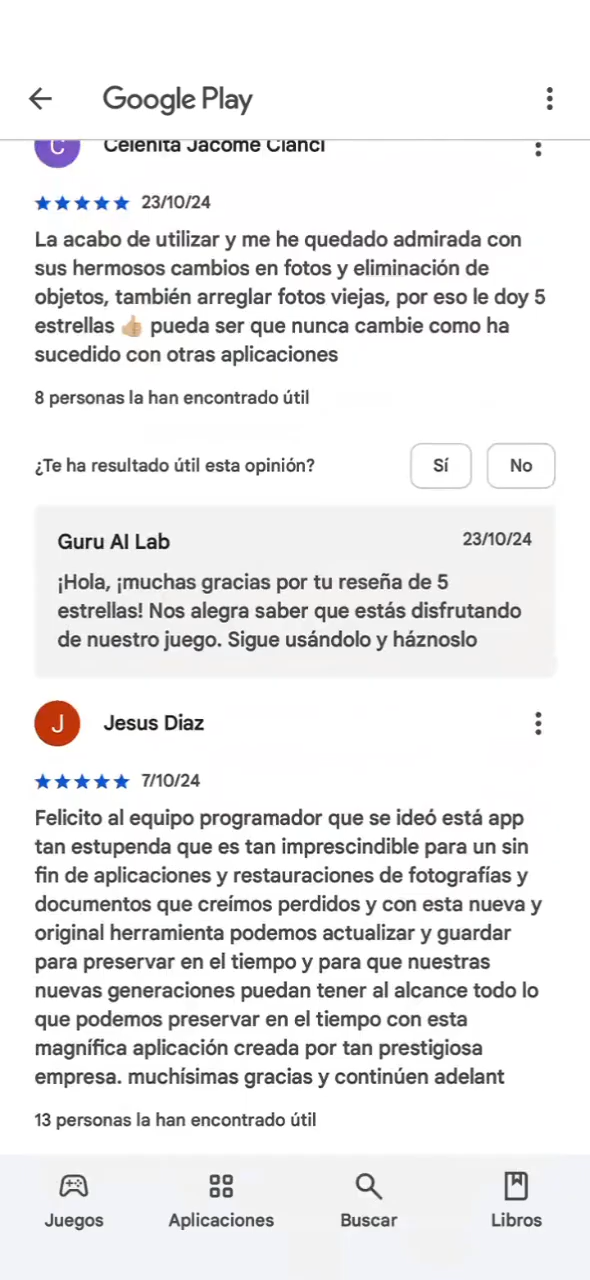 Google Play
C
Celenita Jacome Cianci
23/10/24
La acabo de utilizar y me he quedado admirada con
sus hermosos cambios en fotos y eliminación de
objetos, también arreglar fotos viejas, por eso le doy 5
estrellas 👍🏼 pueda ser que nunca cambie como ha
sucedido con otras aplicaciones
8 personas la han encontrado útil
¿Te ha resultado útil esta opinión?
Sí
No
Guru AI Lab
23/10/24
¡Hola, ¡muchas gracias por tu reseña de 5
estrellas! Nos alegra saber que estás disfrutando
de nuestro juego. Sigue usándolo y háznoslo
J
Jesus Diaz
7/10/24
Felicito al equipo programador que se ideó está app
tan estupenda que es tan imprescindible para un sin
fin de aplicaciones y restauraciones de fotografías y
documentos que creímos perdidos y con esta nueva y
original herramienta podemos actualizar y guardar
para preservar en el tiempo y para que nuestras
nuevas generaciones puedan tener al alcance todo lo
que podemos preservar en el tiempo con esta
magnífica aplicación creada por tan prestigiosa
empresa. muchísimas gracias y continúen adelant
13 personas la han encontrado útil
Juegos
Aplicaciones
Buscar
Libros